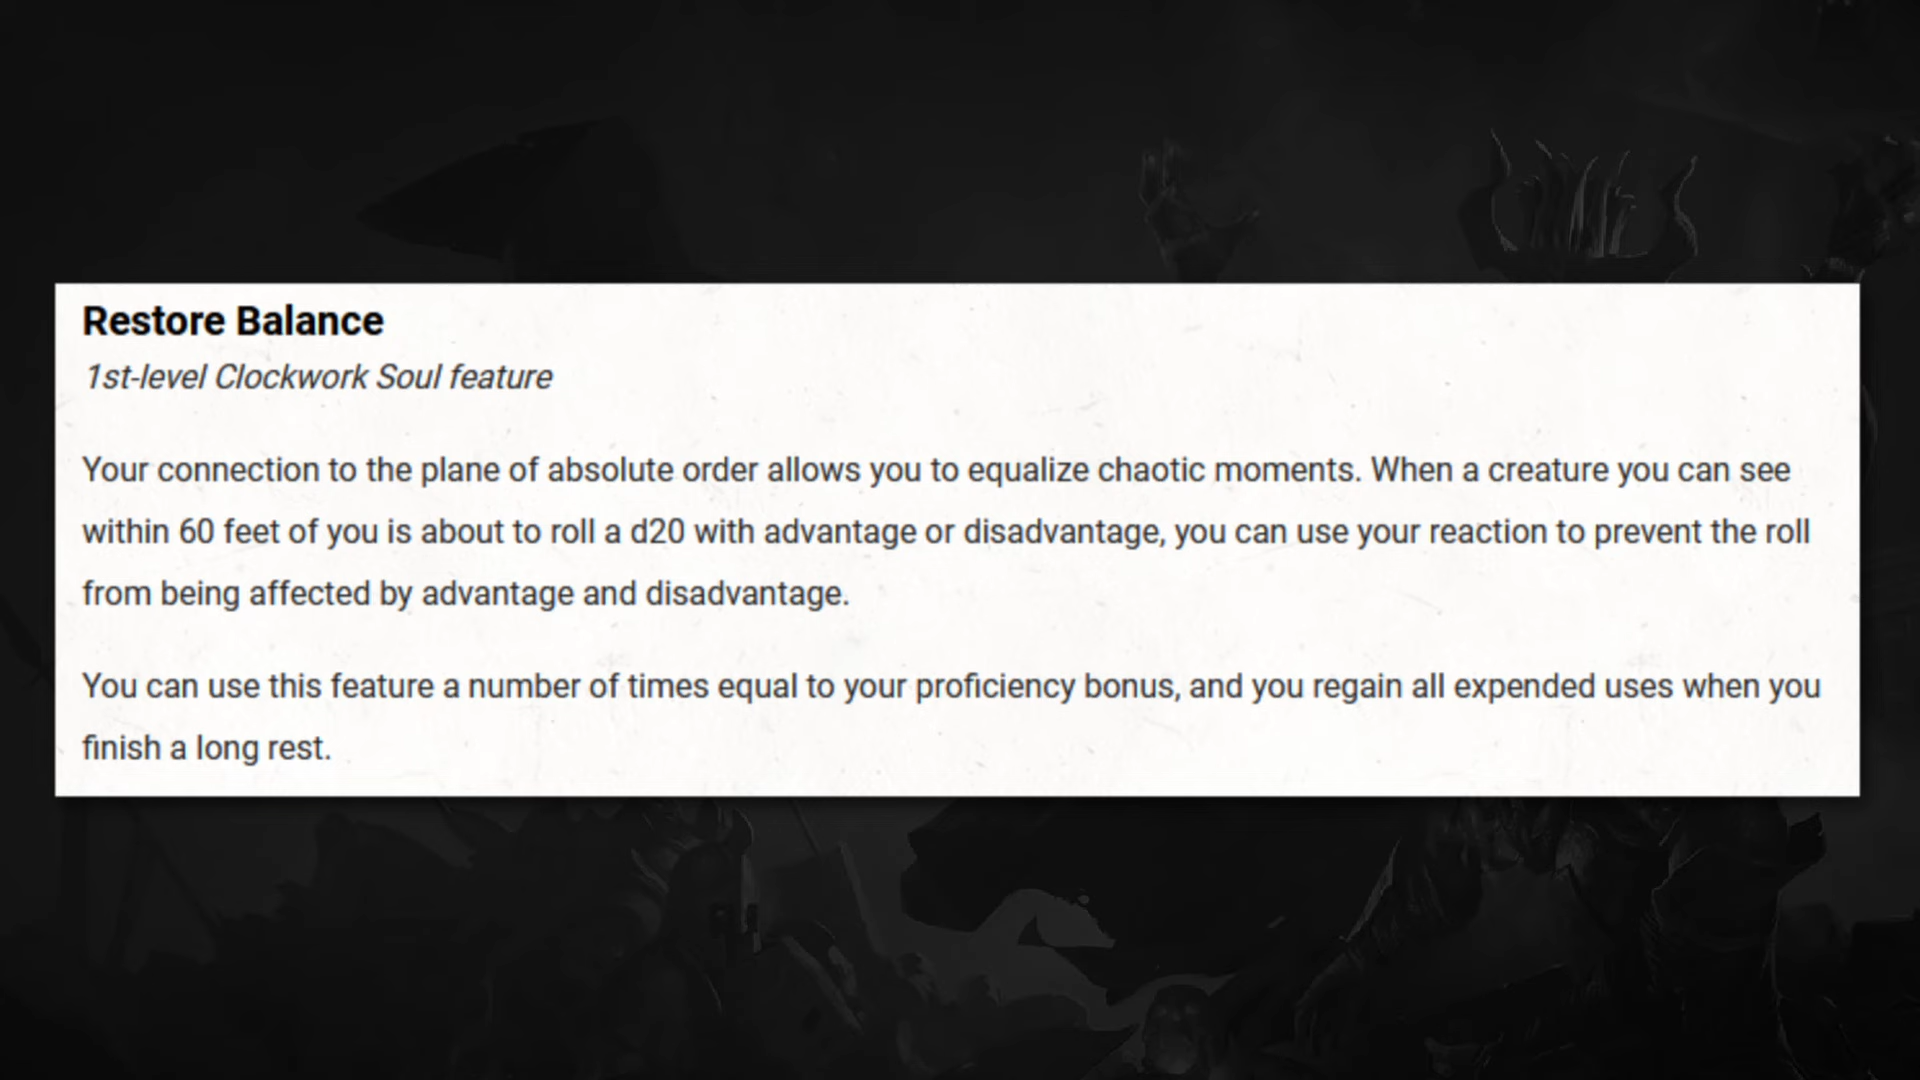 Restore Balance
1st-level Clockwork Soul feature
Your connection to the plane of absolute order allows you to equalize chaotic moments. When a creature you can see
within 60 feet of you is about to roll a d20 with advantage or disadvantage, you can use your reaction to prevent the roll
from being affected by advantage and disadvantage.
You can use this feature a number of times equal to your proficiency bonus, and you regain all expended uses when you
finish a long rest.